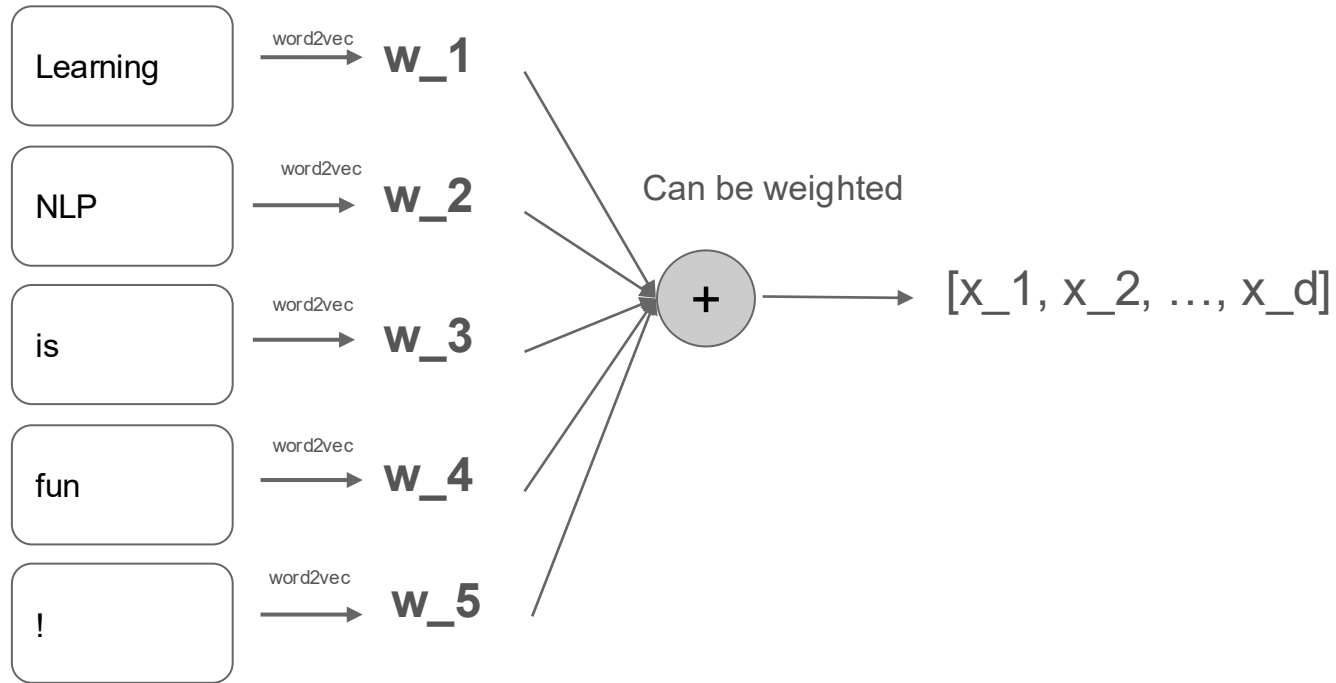 Learning
word2vec
w_1
NLP
word2vec
w_2
is
word2vec
w_3
fun
word2vec
w_4
!
word2vec
w_5
Can be weighted
+
[x_1, x_2, …, x_d]